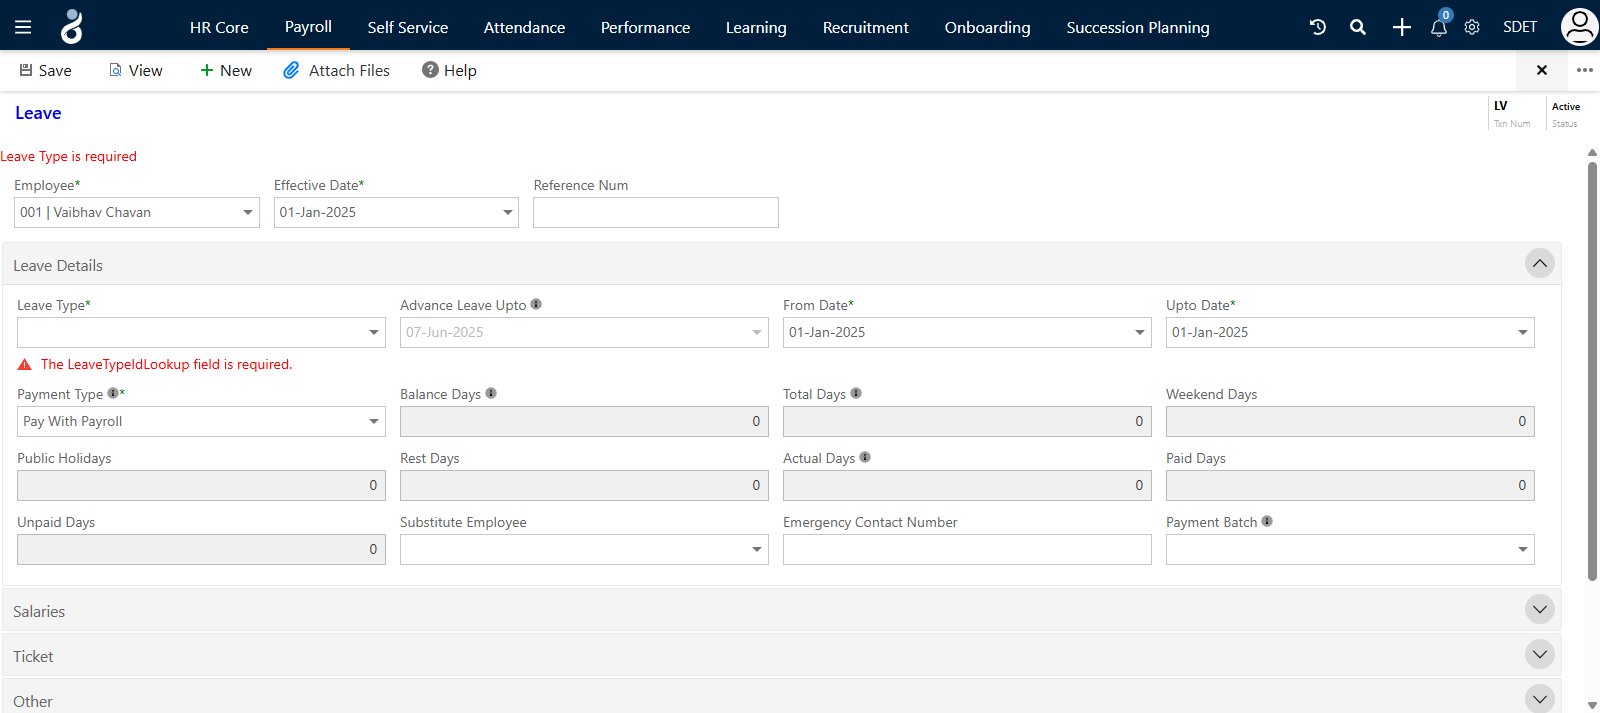 HR Core Payroll Self Service Attendance Performance Learning Recruitment Onboarding Succession Planning 0 SDET
Save View New Attach Files Help
Leave
LV Active
Txn Num Status
Leave Type is required
Employee* Effective Date* Reference Num
001 | Vaibhav Chavan 01-Jan-2025
Leave Details
Leave Type* Advance Leave Upto From Date* Upto Date*
07-Jun-2025 01-Jan-2025 01-Jan-2025
The LeaveTypeIdLookup field is required.
Payment Type * Balance Days Total Days Weekend Days
Pay With Payroll 0 0 0
Public Holidays Rest Days Actual Days Paid Days
0 0 0 0
Unpaid Days Substitute Employee Emergency Contact Number Payment Batch
0
Salaries
Ticket
Other